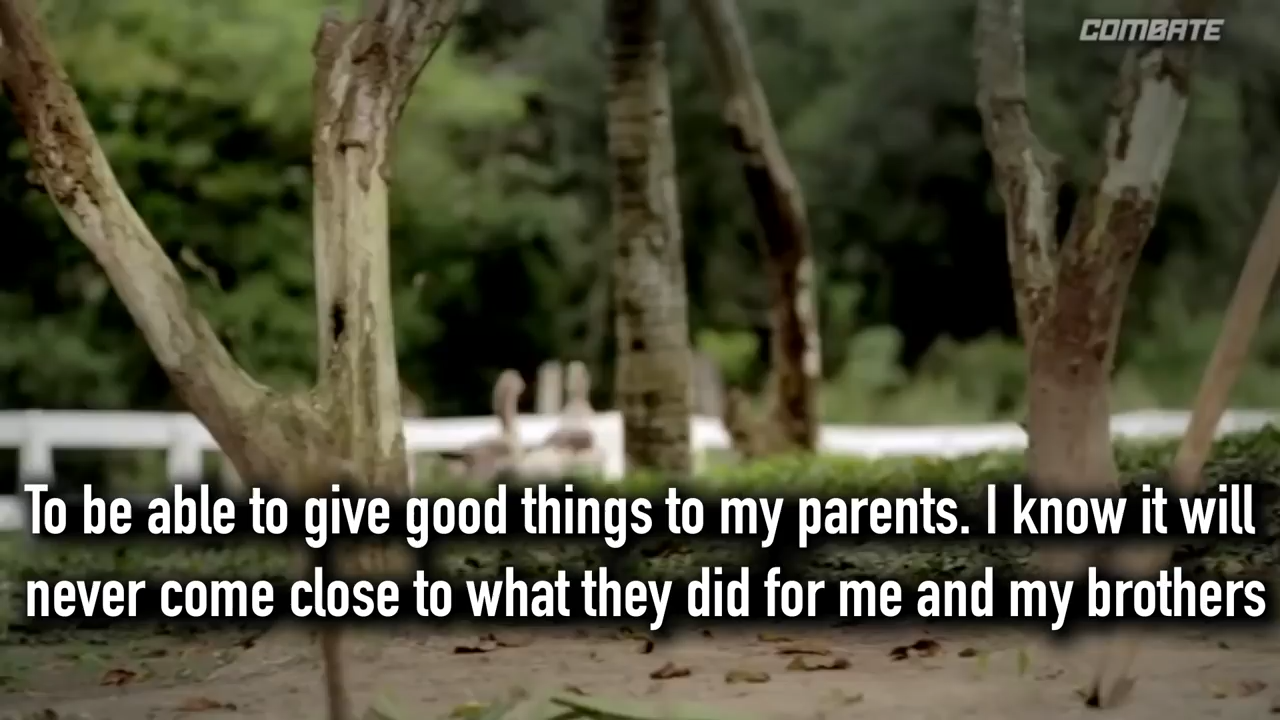 COMBATE
To be able to give good things to my parents. I know it will
never come close to what they did for me and my brothers